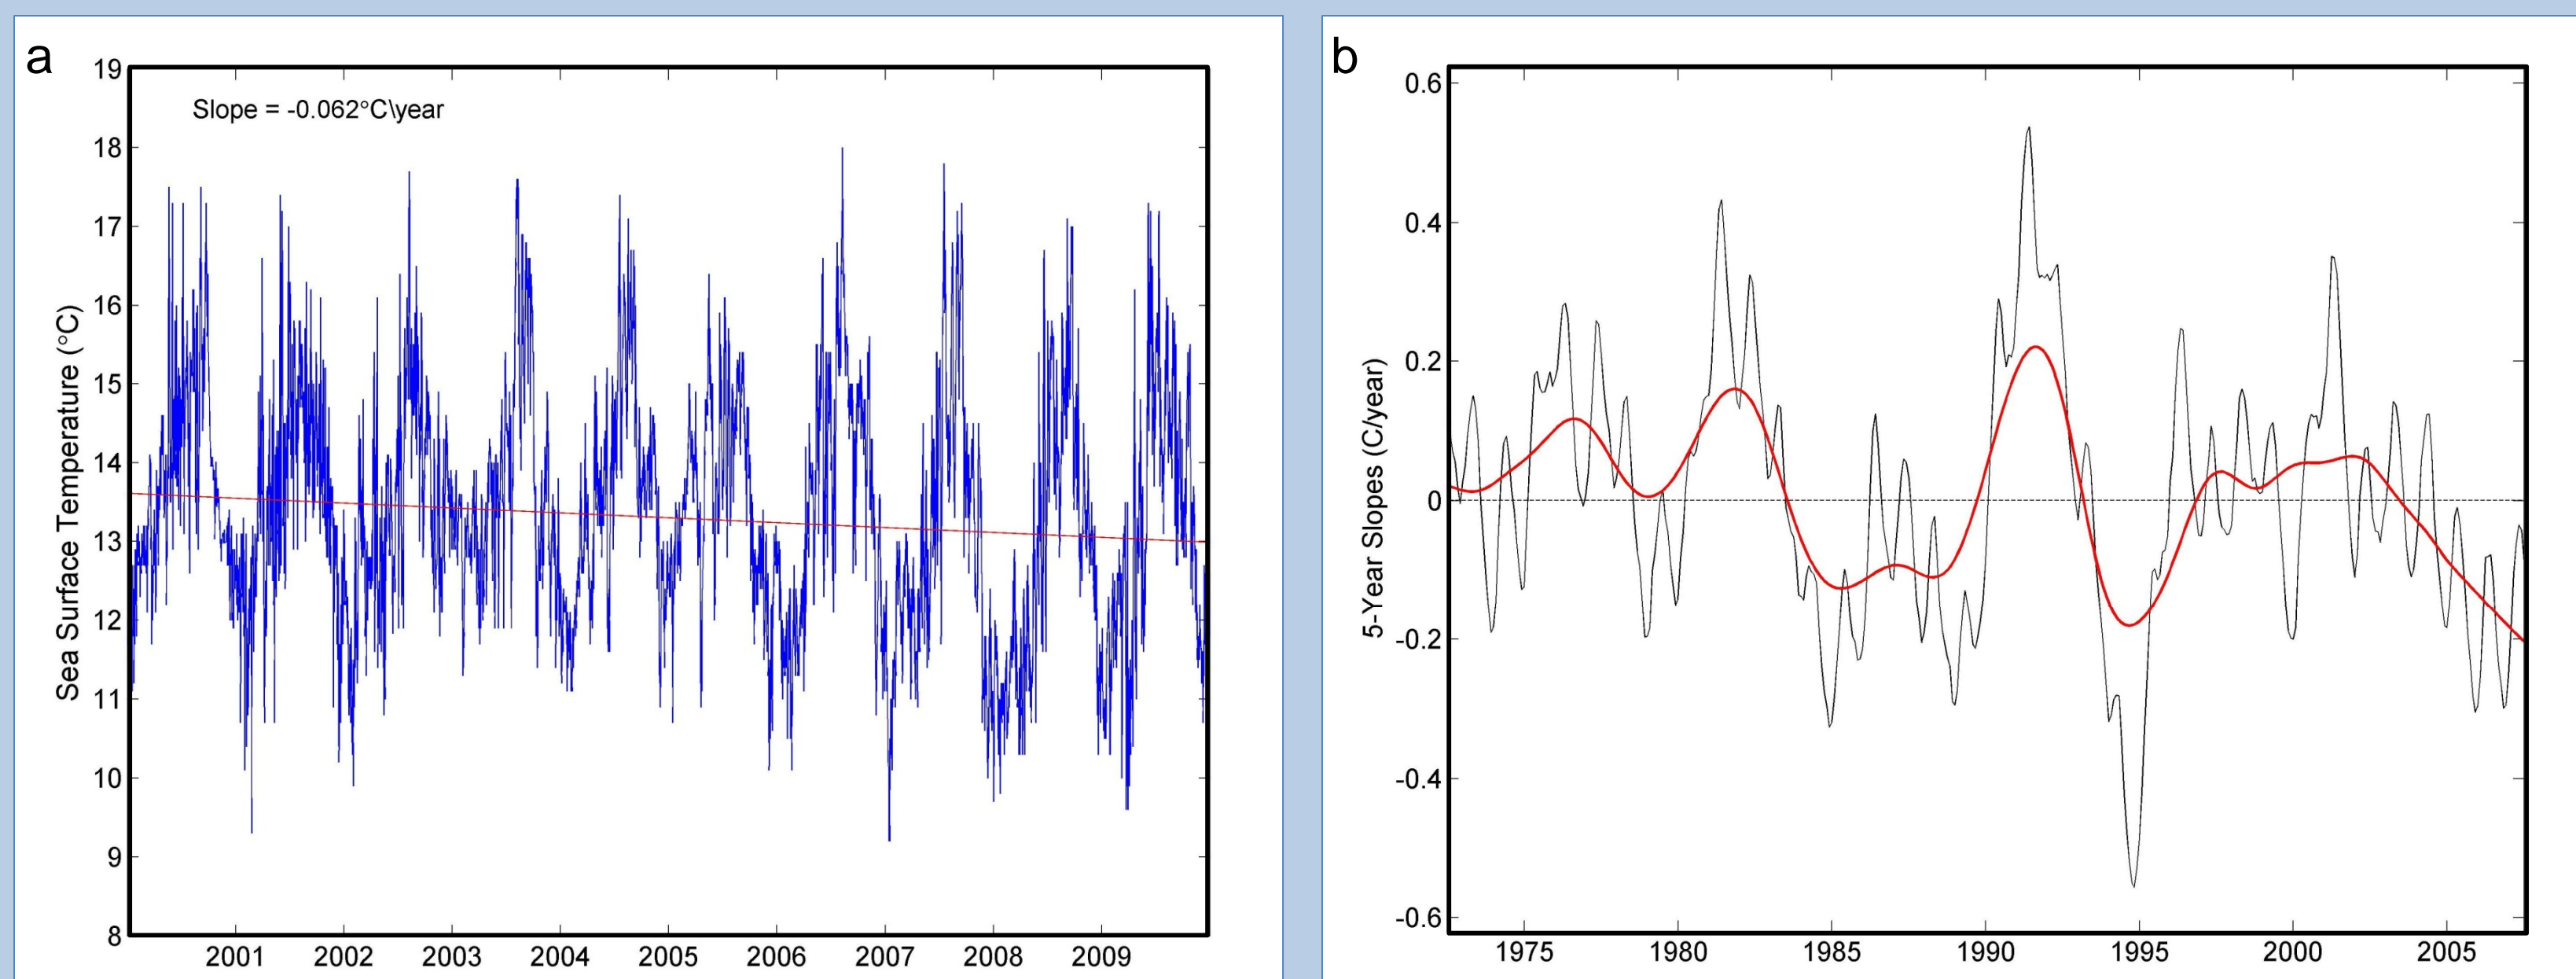 a
Slope = -0.062°C\year
Sea Surface Temperature (°C)
19
18
17
16
15
14
13
12
11
10
9
8
2001 2002 2003 2004 2005 2006 2007 2008 2009
b
5-Year Slopes (C/year)
0.6
0.4
0.2
0
-0.2
-0.4
-0.6
1975 1980 1985 1990 1995 2000 2005